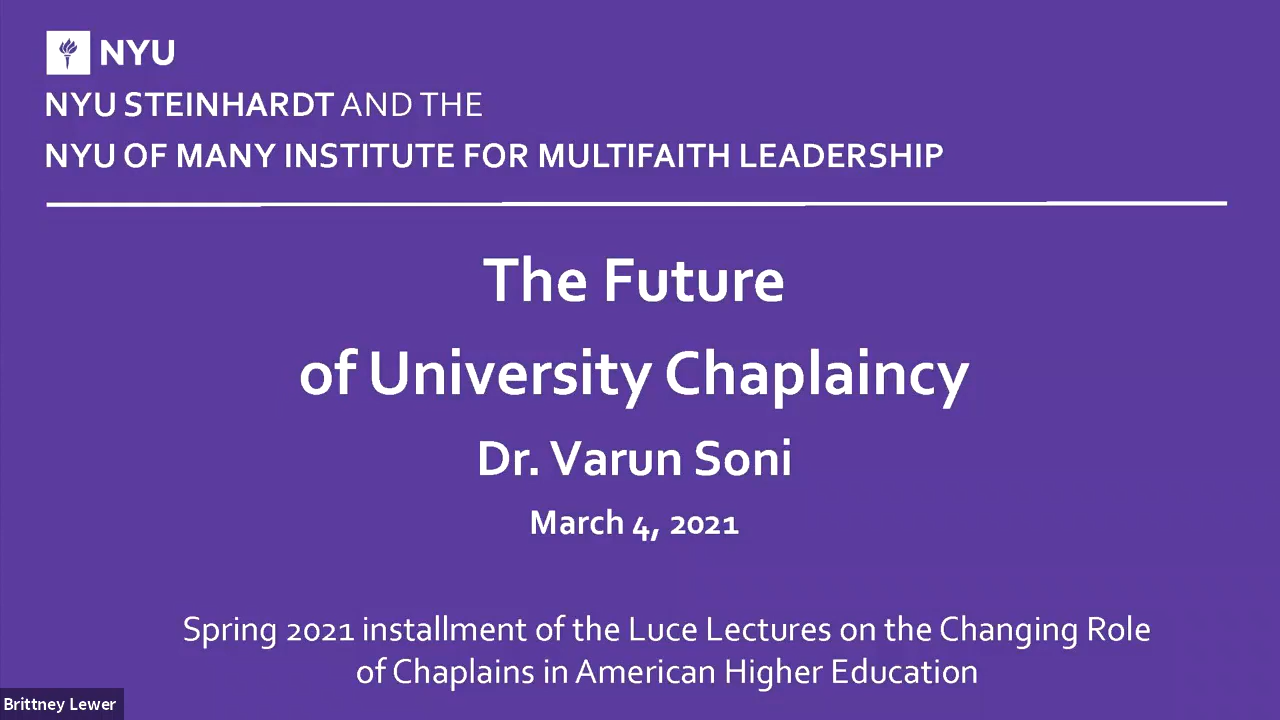 NYU
NYU STEINHARDT AND THE
NYU OF MANY INSTITUTE FOR MULTIFAITH LEADERSHIP
The Future
of University Chaplaincy
Dr. Varun Soni
March 4, 2021
Spring 2021 installment of the Luce Lectures on the Changing Role
of Chaplains in American Higher Education
Brittney Lewer